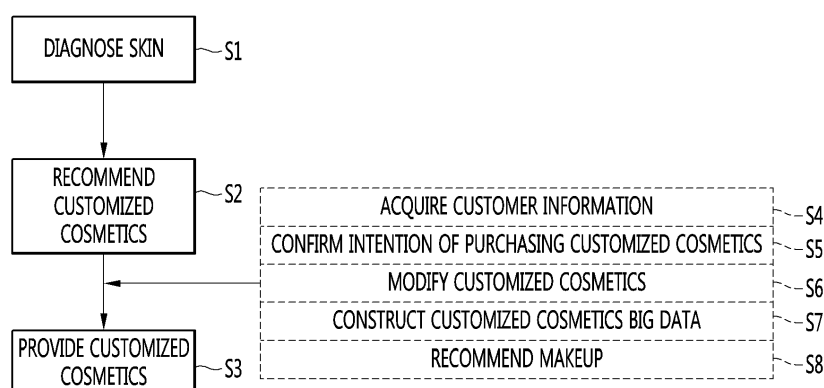 DIAGNOSE SKIN
S1
RECOMMEND
CUSTOMIZED
COSMETICS
S2
ACQUIRE CUSTOMER INFORMATION
S4
CONFIRM INTENTION OF PURCHASING CUSTOMIZED COSMETICS
S5
MODIFY CUSTOMIZED COSMETICS
S6
CONSTRUCT CUSTOMIZED COSMETICS BIG DATA
S7
RECOMMEND MAKEUP
S8
PROVIDE CUSTOMIZED
COSMETICS
S3